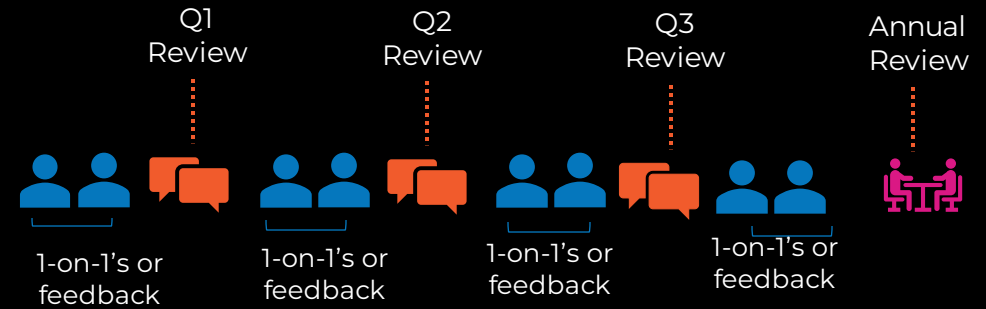 Q1
Review
Q2
Review
Q3
Review
Annual
Review
1-on-1's or
feedback
1-on-1's or
feedback
1-on-1's or
feedback
1-on-1's or
feedback